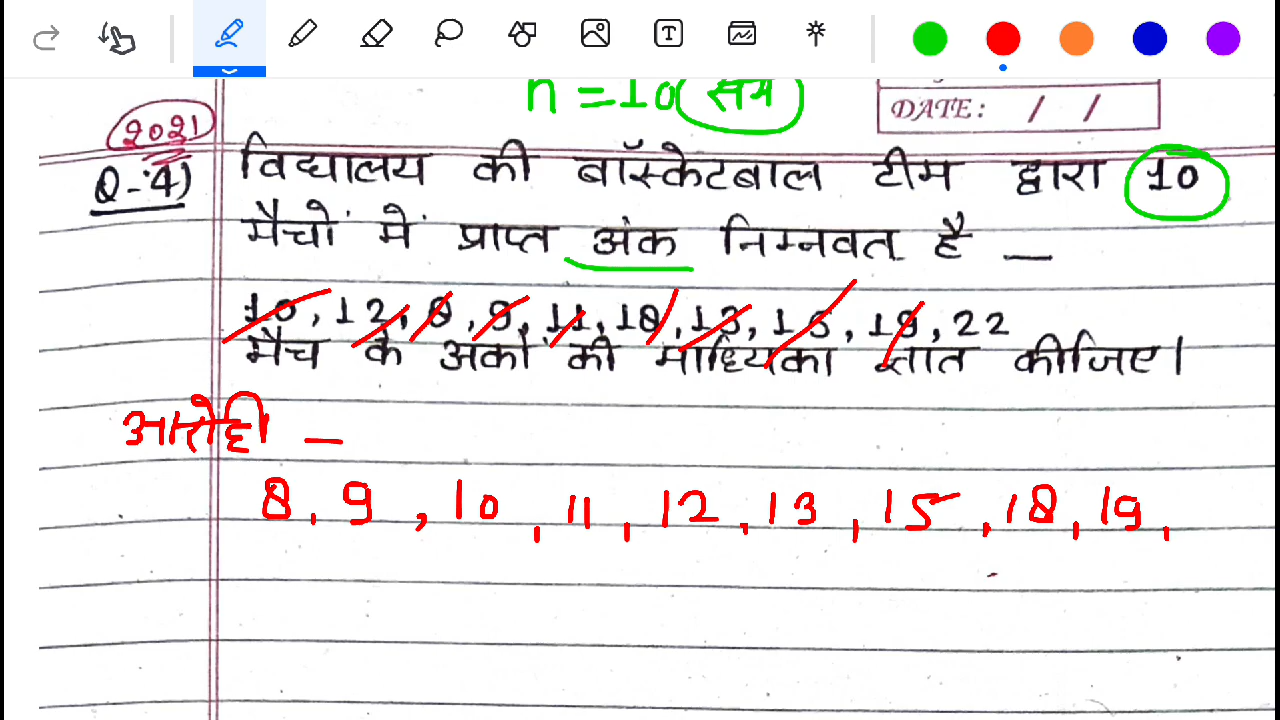 n = 10 सम
DATE: / /
2021
Q-4) विद्यालय की बॉस्केटबाल टीम द्वारा 10
मैचों में प्राप्त अंक निम्नवत है —
10, 12, 8, 9, 11, 18, 13, 15, 19, 22
मैच के अंकों की माध्यिका ज्ञात कीजिए।
आरोही —
8, 9, 10, 11, 12, 13, 15, 18, 19,